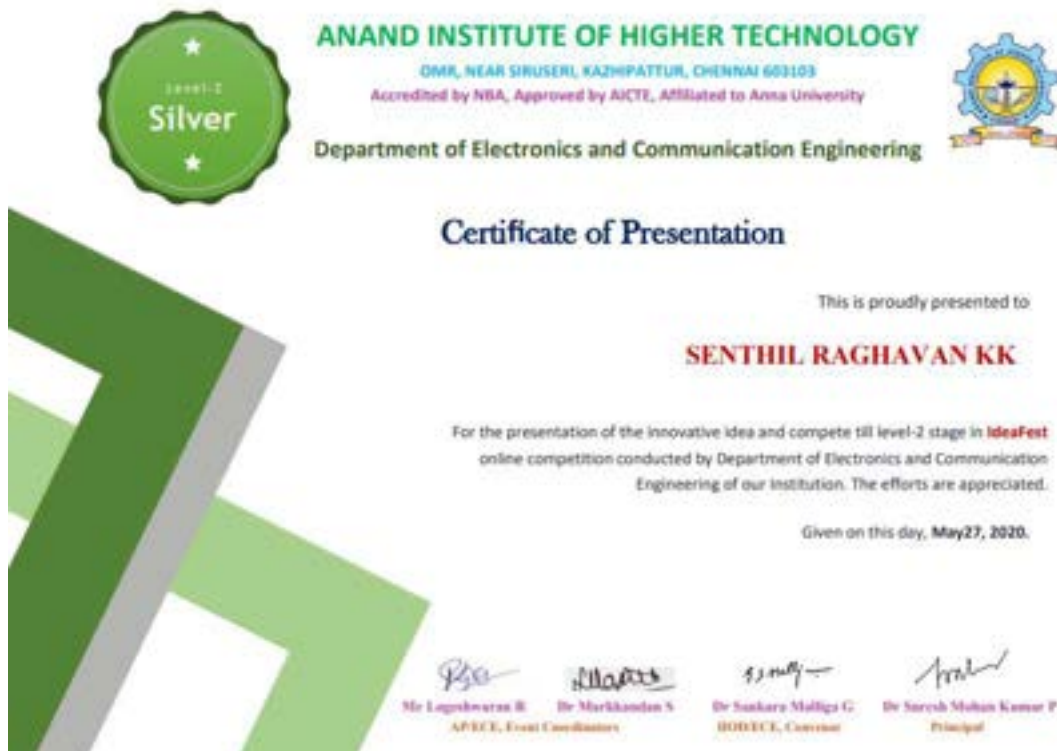 Level-2
Silver
ANAND INSTITUTE OF HIGHER TECHNOLOGY
OMR, NEAR SIRUSERI, KAZHIPATTUR, CHENNAI 603103
Accredited by NBA, Approved by AICTE, Affiliated to Anna University
Department of Electronics and Communication Engineering
Certificate of Presentation
This is proudly presented to
SENTHIL RAGHAVAN KK
For the presentation of the innovative idea and compete till level-2 stage in IdeaFest
online competition conducted by Department of Electronics and Communication
Engineering of our Institution. The efforts are appreciated.
Given on this day, May27, 2020.
Mr Logeshwaran R Dr Markkandan S Dr Sankara Malliga G Dr Suresh Mohan Kumar P
AP/ECE, Event Coordinators HOD/ECE, Convenor Principal